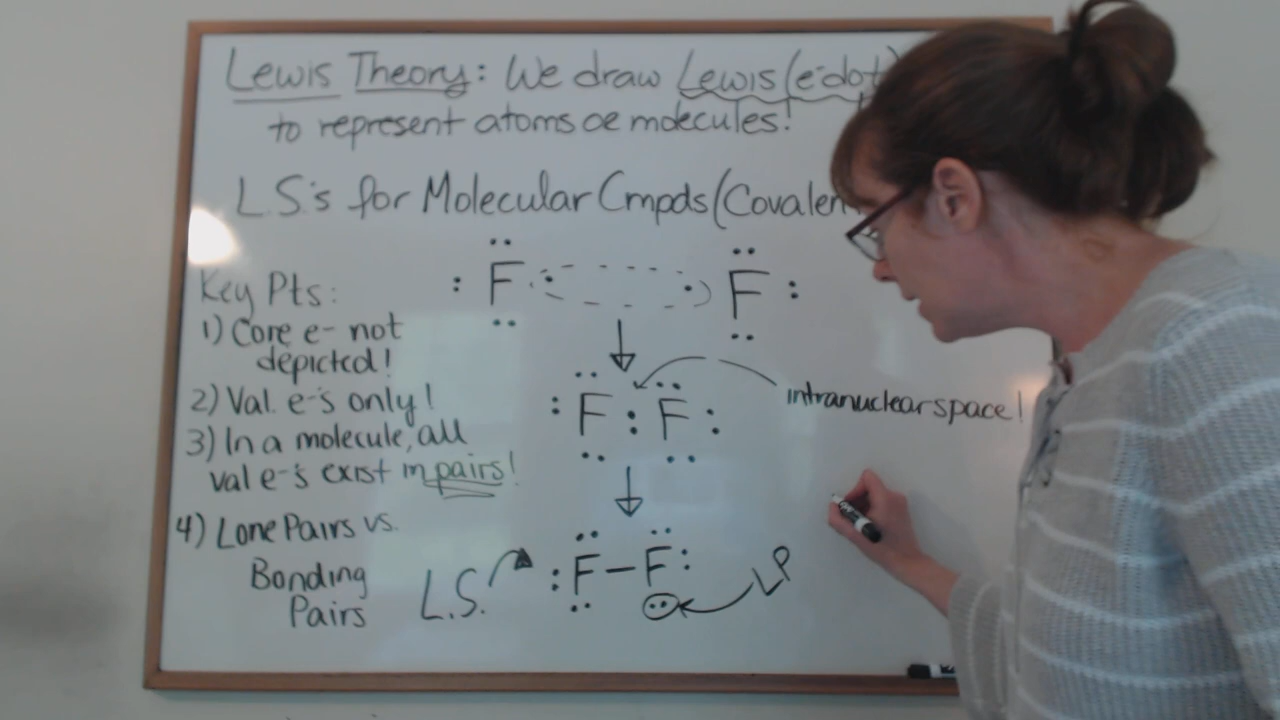 Lewis Theory: We draw Lewis (e-dot)
to represent atoms or molecules!
L.S.'s for Molecular Cmpds (Covalen
Key Pts:
1) Core e- not
depicted!
2) Val. e-'s only!
3) In a molecule, all
val e-'s exist in pairs!
4) Lone Pairs vs.
Bonding
Pairs
F F
F : F
intranuclear space!
L.S.
F – F
LP